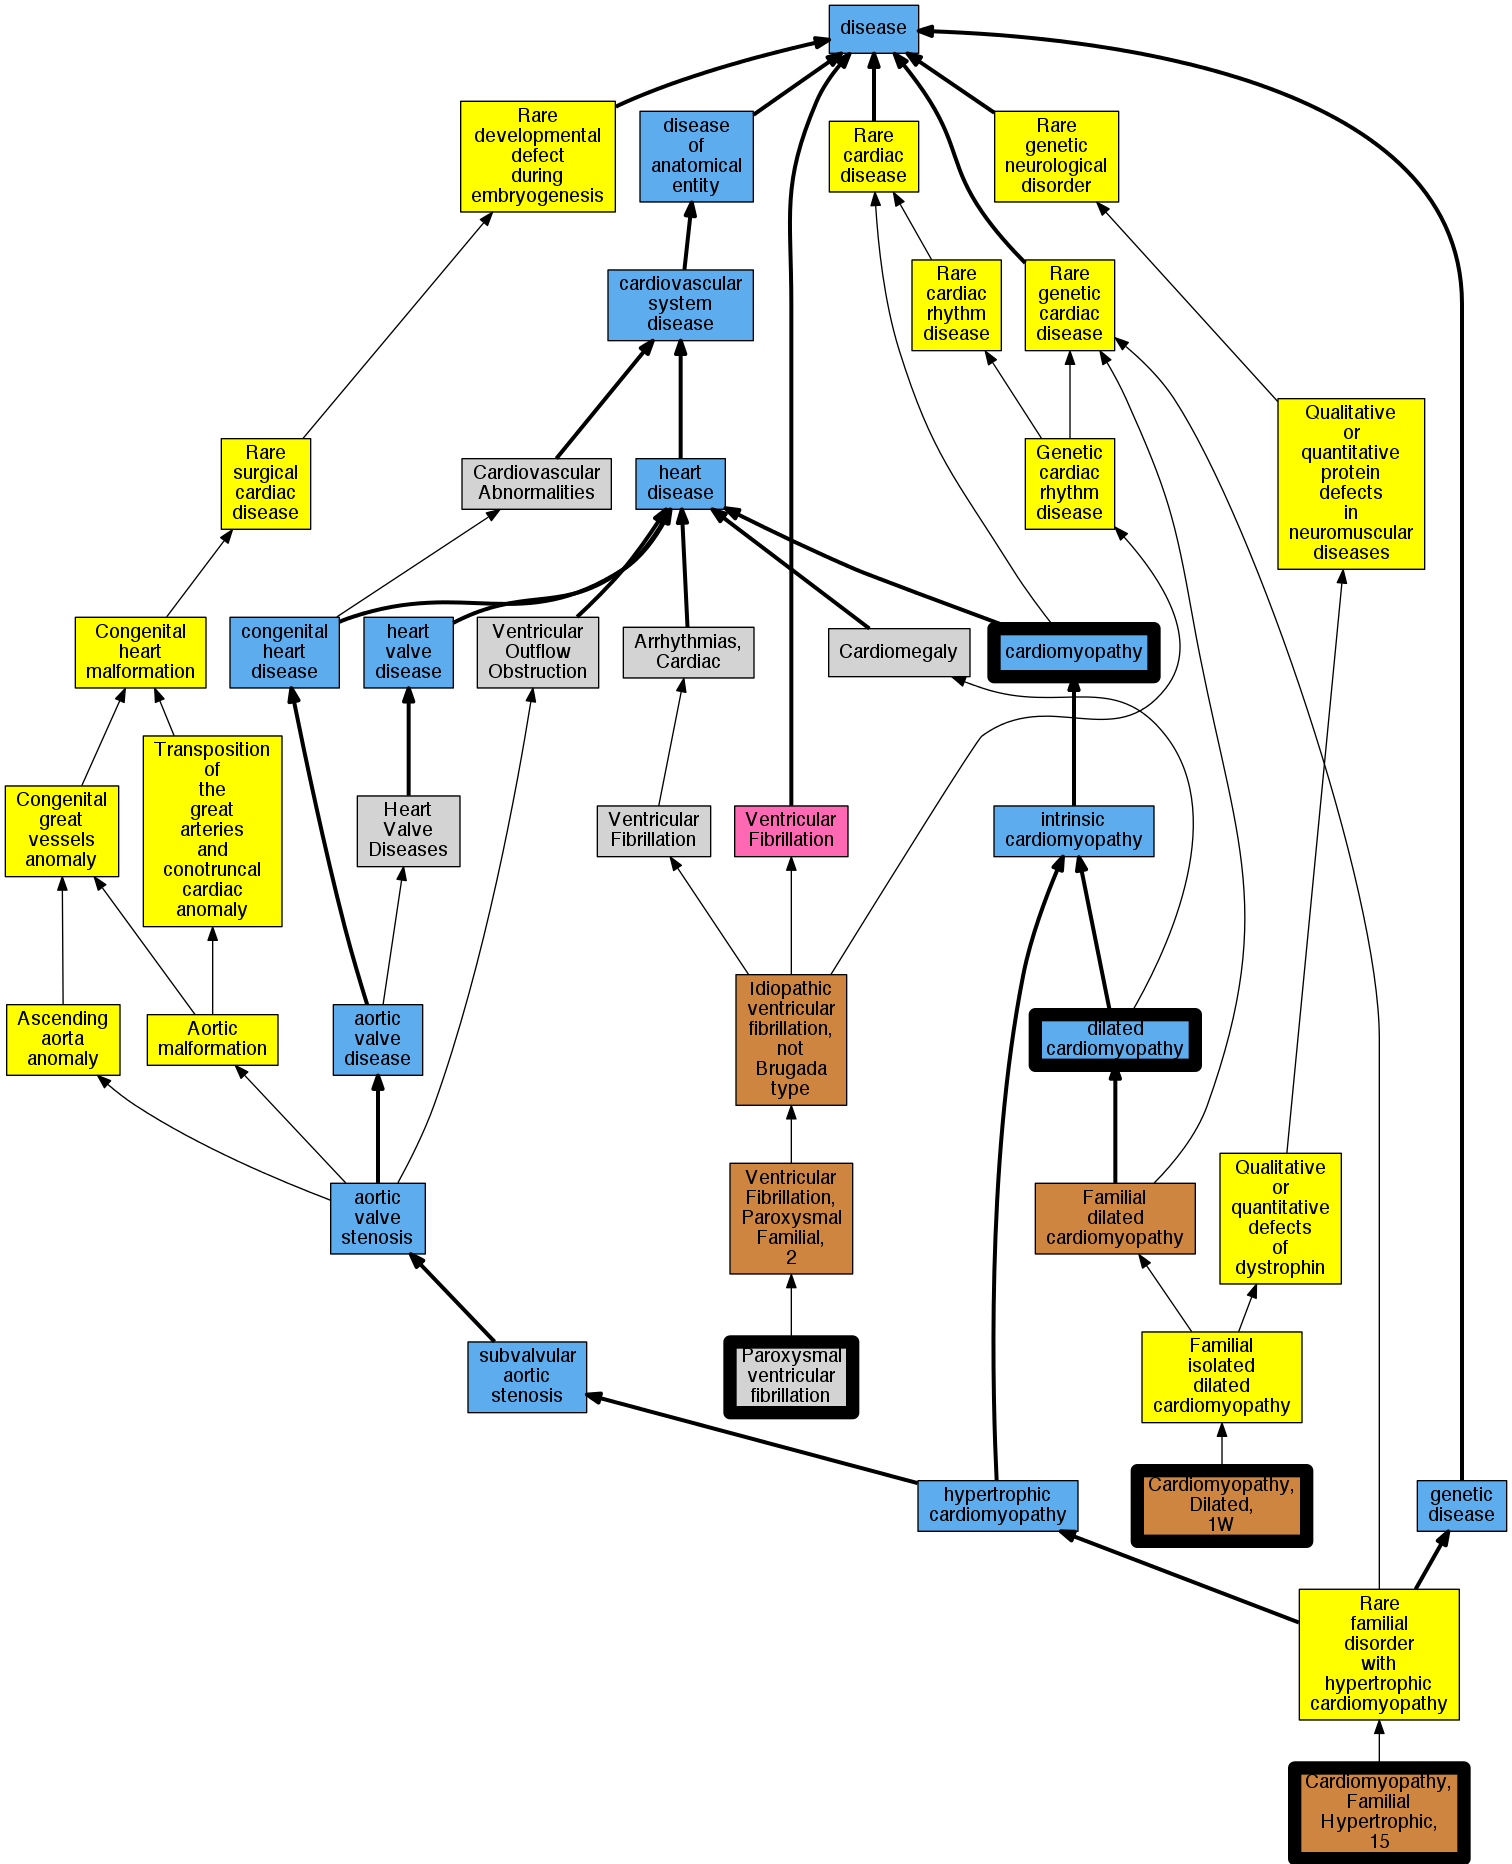 disease
Rare
developmental
defect
during
embryogenesis
disease
of
anatomical
entity
Rare
cardiac
disease
Rare
genetic
neurological
disorder
cardiovascular
system
disease
Rare
cardiac
rhythm
disease
Rare
genetic
cardiac
disease
Rare
surgical
cardiac
disease
Cardiovascular
Abnormalities
heart
disease
Genetic
cardiac
rhythm
disease
Qualitative
or
quantitative
protein
defects
in
neuromuscular
diseases
Congenital
heart
malformation
congenital
heart
disease
heart
valve
disease
Ventricular
Outflow
Obstruction
Arrhythmias,
Cardiac
Cardiomegaly
cardiomyopathy
Congenital
great
vessels
anomaly
Transposition
of
the
great
arteries
and
conotruncal
cardiac
anomaly
Heart
Valve
Diseases
Ventricular
Fibrillation
Ventricular
Fibrillation
intrinsic
cardiomyopathy
Ascending
aorta
anomaly
Aortic
malformation
aortic
valve
disease
Idiopathic
ventricular
fibrillation,
not
Brugada
type
dilated
cardiomyopathy
aortic
valve
stenosis
Ventricular
Fibrillation,
Paroxysmal
Familial,
2
Familial
dilated
cardiomyopathy
Qualitative
or
quantitative
defects
of
dystrophin
subvalvular
aortic
stenosis
Paroxysmal
ventricular
fibrillation
Familial
isolated
dilated
cardiomyopathy
hypertrophic
cardiomyopathy
Cardiomyopathy,
Dilated,
1W
genetic
disease
Rare
familial
disorder
with
hypertrophic
cardiomyopathy
Cardiomyopathy,
Familial
Hypertrophic,
15